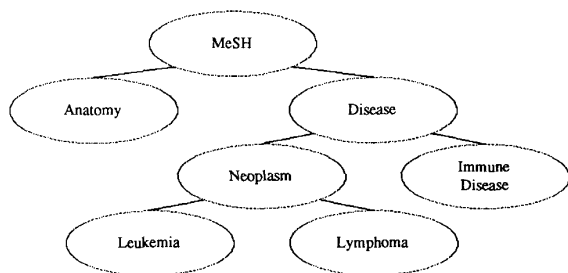 MeSH
Anatomy
Disease
Neoplasm
Immune
Disease
Leukemia
Lymphoma